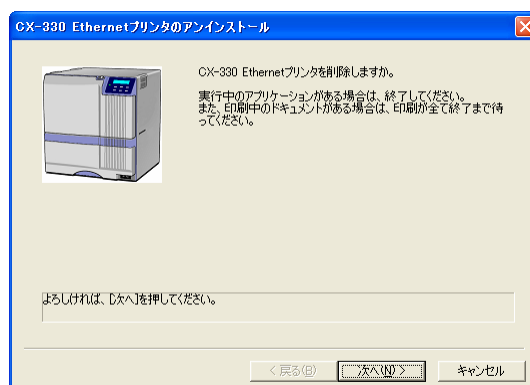 CX-330 Ethernetプリンタのアンインストール
CX-330 Ethernetプリンタを削除しますか。
実行中のアプリケーションがある場合は、終了してください。
また、印刷中のドキュメントがある場合は、印刷が全て終了まで待
ってください。
よろしければ、[次へ]を押してください。
< 戻る(B)
次へ(N) >
キャンセル